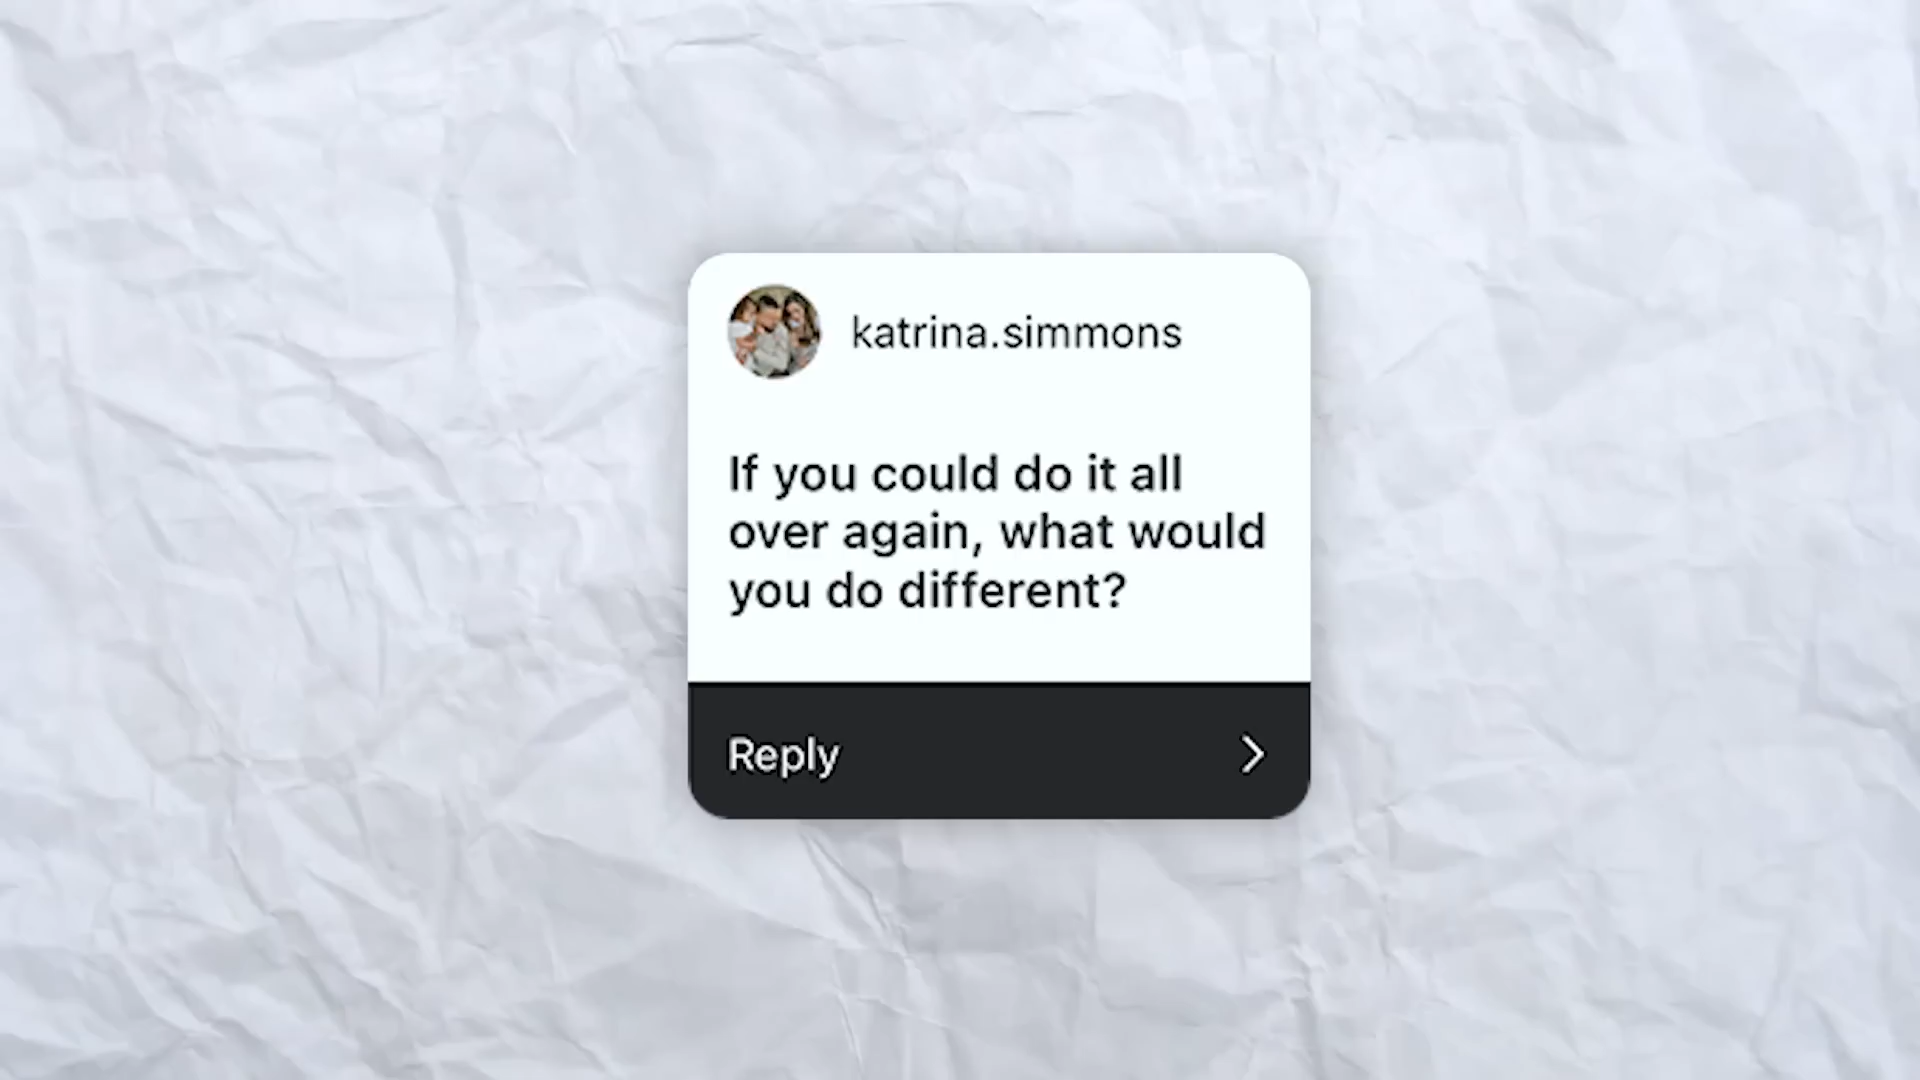 katrina.simmons
If you could do it all
over again, what would
you do different?
Reply